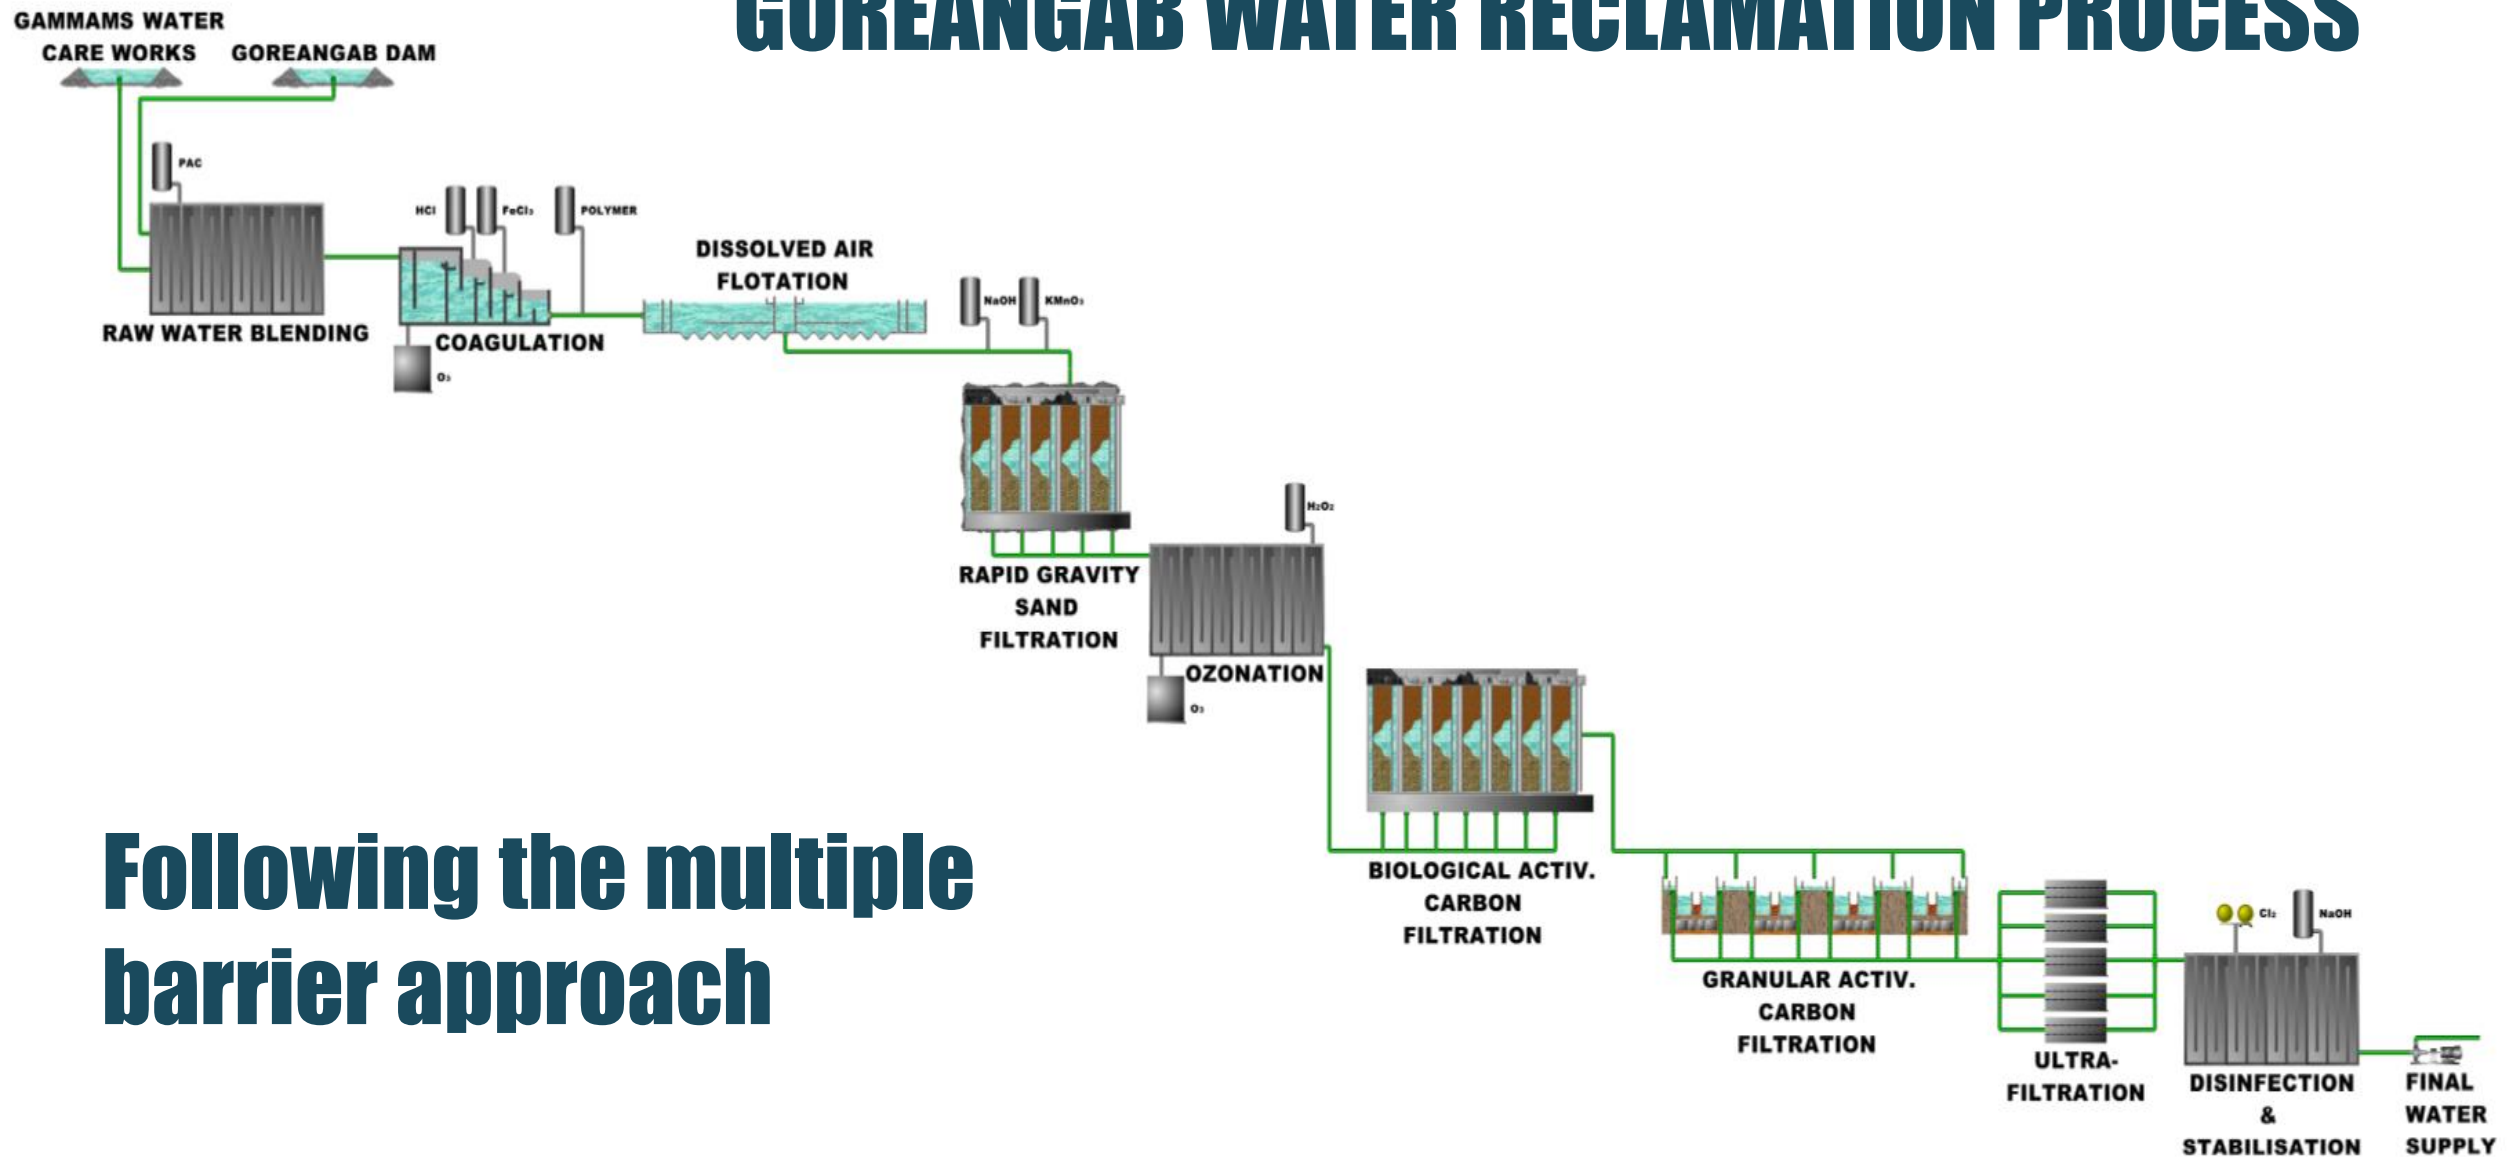 GOREANGAB WATER RECLAMATION PROCESS
GAMMAMS WATER
CARE WORKS
GOREANGAB DAM
PAC
RAW WATER BLENDING
HCl
FeCl₃
POLYMER
COAGULATION
O₃
DISSOLVED AIR
FLOTATION
NaOH
KMnO₃
RAPID GRAVITY
SAND
FILTRATION
H₂O₂
OZONATION
O₃
BIOLOGICAL ACTIV.
CARBON
FILTRATION
GRANULAR ACTIV.
CARBON
FILTRATION
ULTRA-
FILTRATION
Cl₂
NaOH
DISINFECTION
&
STABILISATION
FINAL
WATER
SUPPLY
Following the multiple
barrier approach